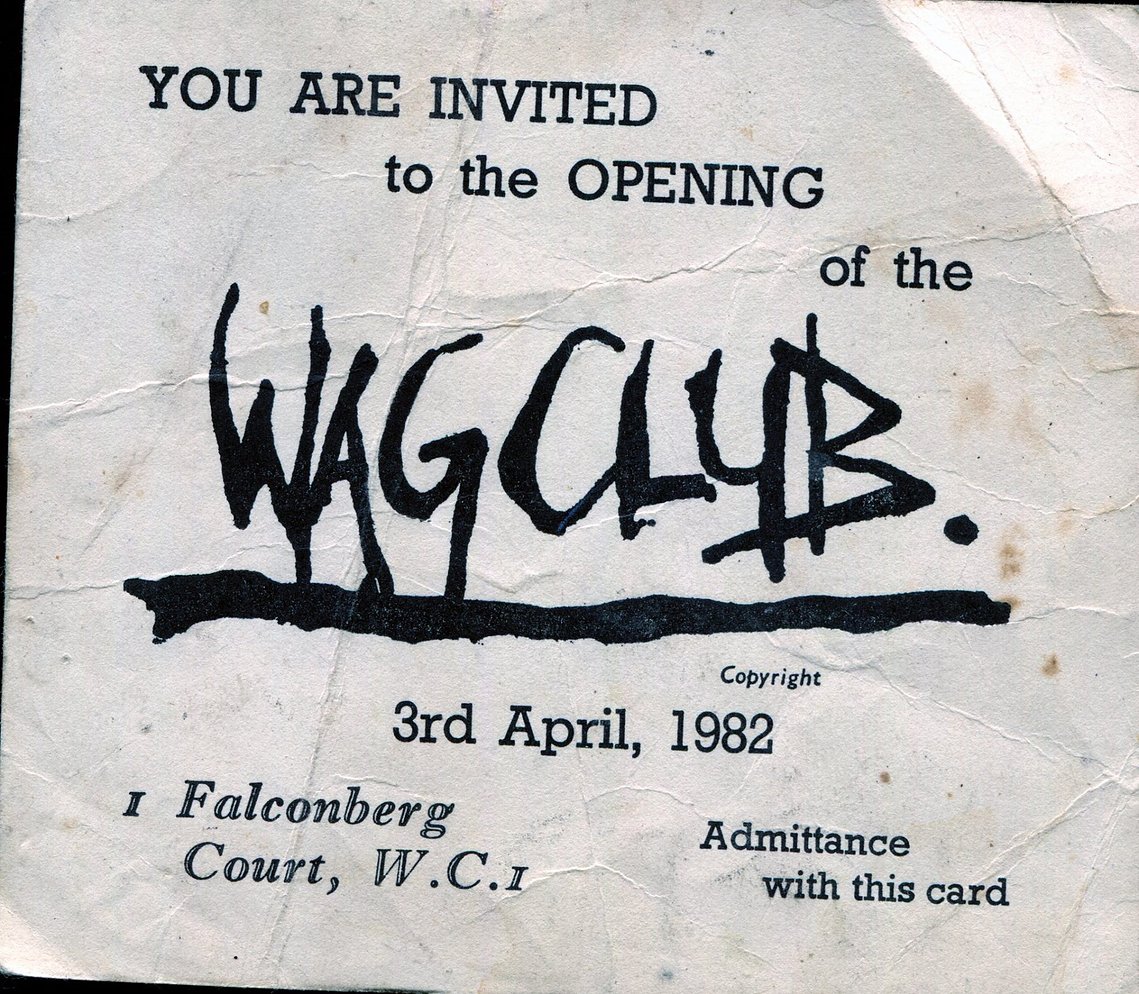 YOU ARE INVITED
to the OPENING
of the
WAG CLUB.
Copyright
3rd April, 1982
1 Falconberg
Court, W.C.1
Admittance
with this card